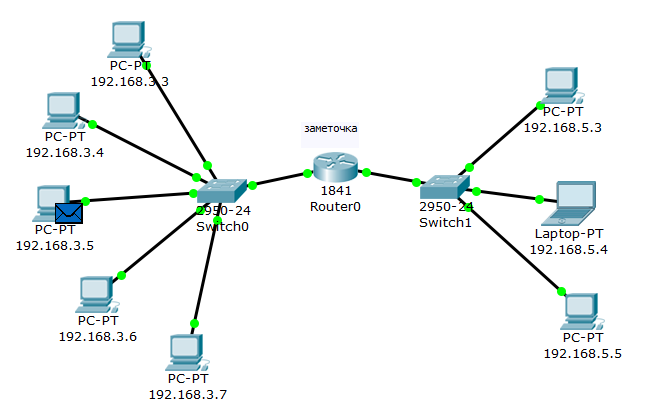 PC-PT
192.168.3.3
PC-PT
192.168.3.4
PC-PT
192.168.3.5
PC-PT
192.168.3.6
PC-PT
192.168.3.7
2950-24
Switch0
заметочка
1841
Router0
2950-24
Switch1
PC-PT
192.168.5.3
Laptop-PT
192.168.5.4
PC-PT
192.168.5.5